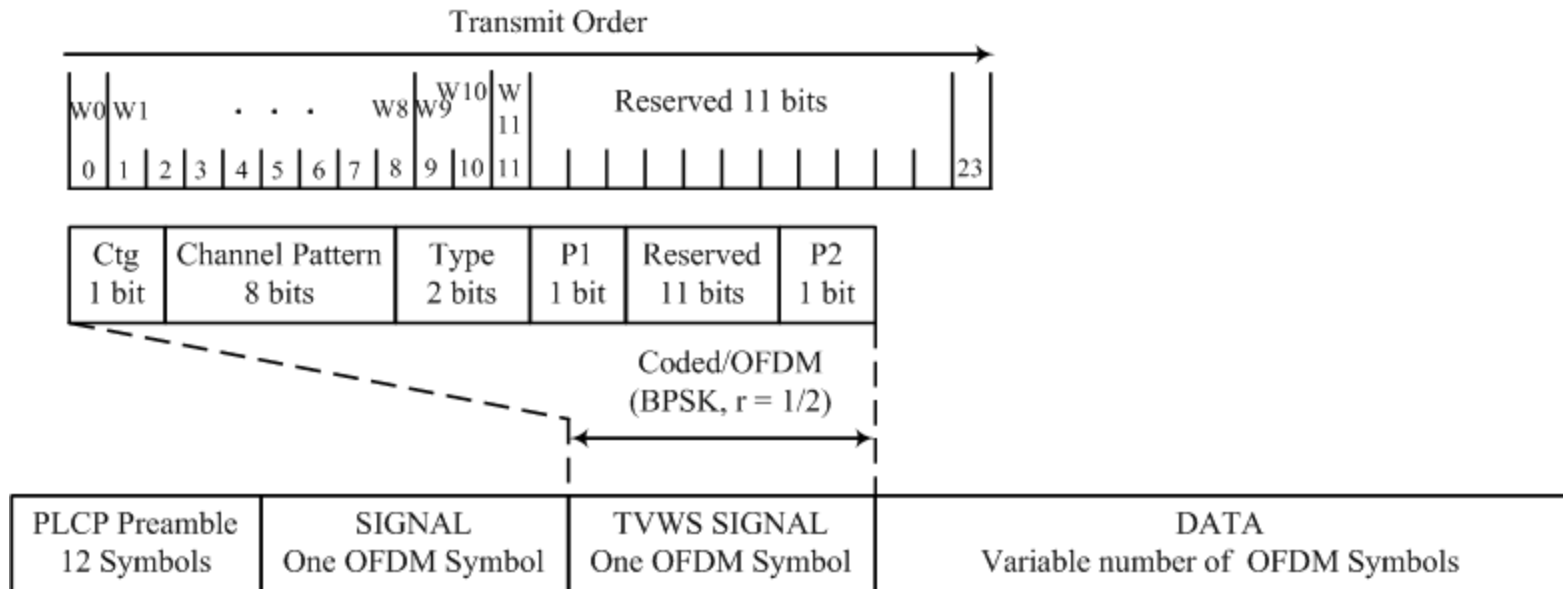 Transmit Order
W0 W1 . . . W8 W9 W10 W 11 Reserved 11 bits
0 1 2 3 4 5 6 7 8 9 10 11 23
Ctg Channel Pattern Type P1 Reserved P2
1 bit 8 bits 2 bits 1 bit 11 bits 1 bit
Coded/OFDM
(BPSK, r = 1/2)
PLCP Preamble SIGNAL TVWS SIGNAL DATA
12 Symbols One OFDM Symbol One OFDM Symbol Variable number of OFDM Symbols